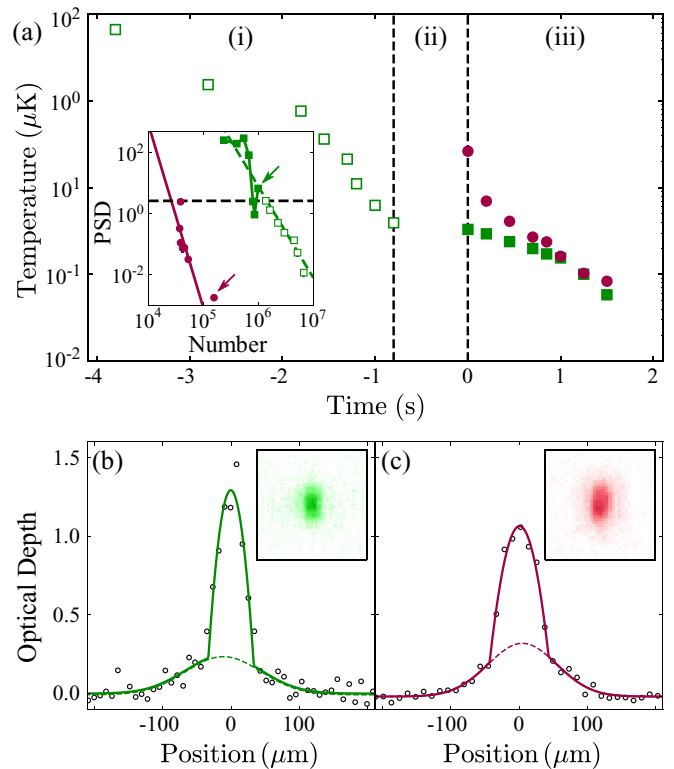 (a)
(i)
(ii)
(iii)
10^2
10^0
10^1
10^-1
10^-2
Temperature (μK)
10^2
10^0
10^-2
PSD
10^4 10^5 10^6 10^7
Number
-4 -3 -2 -1 0 1 2
Time (s)
(b)
(c)
1.5
1.0
0.5
0.0
Optical Depth
-100 0 100
-100 0 100
Position (μm)
Position (μm)